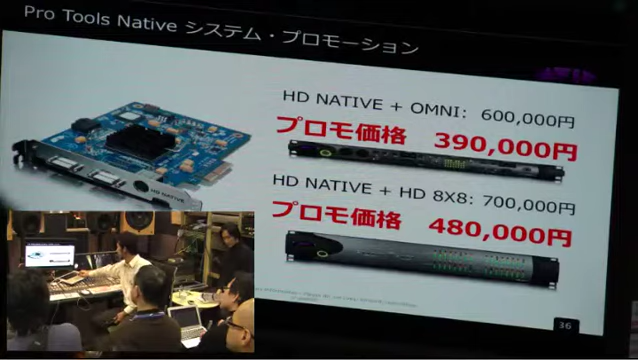 Pro Tools Native システム・プロモーション
HD NATIVE + OMNI: 600,000円
プロモ価格 390,000円
HD NATIVE
HD NATIVE + HD 8X8: 700,000円
プロモ価格 480,000円
36